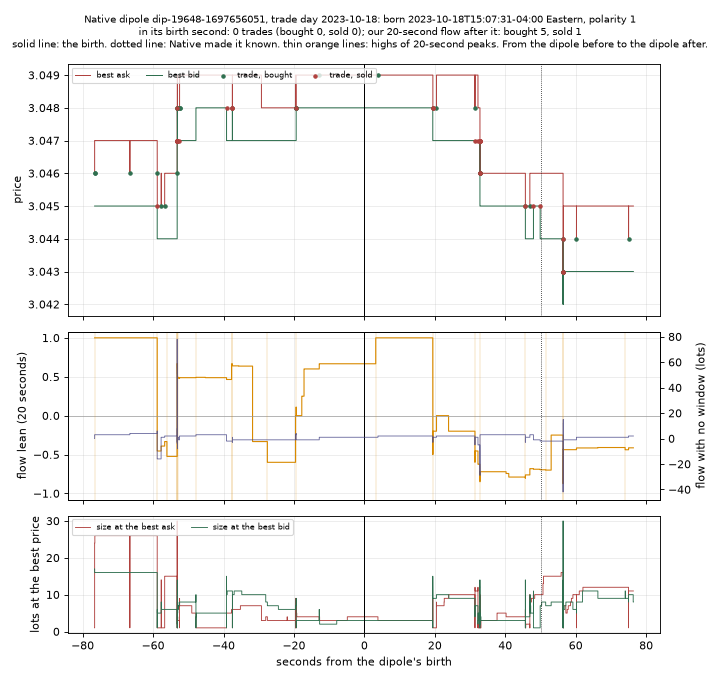 Native dipole dip-19648-1697656051, trade day 2023-10-18: born 2023-10-18T15:07:31-04:00 Eastern, polarity 1
in its birth second: 0 trades (bought 0, sold 0); our 20-second flow after it: bought 5, sold 1
solid line: the birth. dotted line: Native made it known. thin orange lines: highs of 20-second peaks. From the dipole before to the dipole after.
best ask best bid trade, bought trade, sold
3.049
3.048
3.047
3.046
3.045
3.044
3.043
3.042
price
1.0
0.5
0.0
−0.5
−1.0
flow lean (20 seconds)
80
60
40
20
0
−20
−40
flow with no window (lots)
size at the best ask size at the best bid
30
20
10
0
lots at the best price
−80 −60 −40 −20 0 20 40 60 80
seconds from the dipole's birth